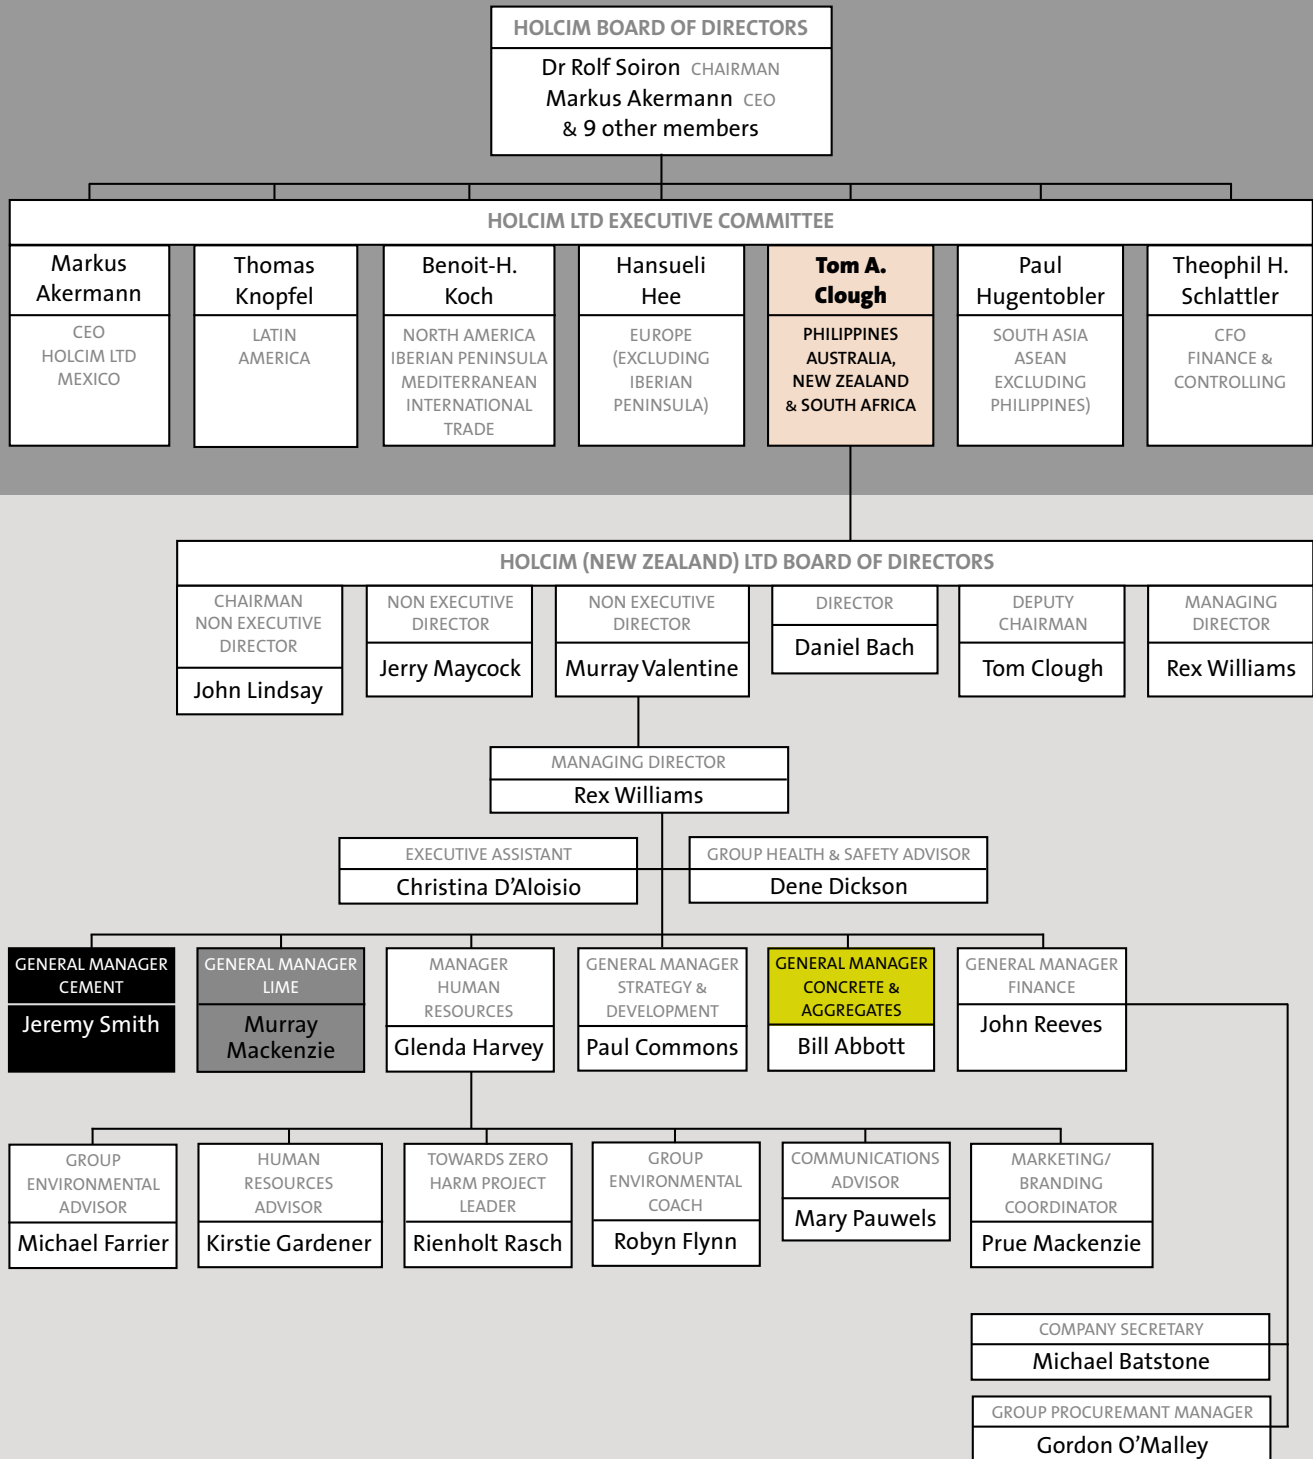 HOLCIM BOARD OF DIRECTORS
Dr Rolf Soiron CHAIRMAN
Markus Akermann CEO
& 9 other members
HOLCIM LTD EXECUTIVE COMMITTEE
Markus
Akermann
CEO
HOLCIM LTD
MEXICO
Thomas
Knopfel
LATIN
AMERICA
Benoit-H.
Koch
NORTH AMERICA
IBERIAN PENINSULA
MEDITERRANEAN
INTERNATIONAL
TRADE
Hansueli
Hee
EUROPE
(EXCLUDING
IBERIAN
PENINSULA)
Tom A.
Clough
PHILIPPINES
AUSTRALIA,
NEW ZEALAND
& SOUTH AFRICA
Paul
Hugentobler
SOUTH ASIA
ASEAN
EXCLUDING
PHILIPPINES)
Theophil H.
Schlattler
CFO
FINANCE &
CONTROLLING
HOLCIM (NEW ZEALAND) LTD BOARD OF DIRECTORS
CHAIRMAN
NON EXECUTIVE
DIRECTOR
John Lindsay
NON EXECUTIVE
DIRECTOR
Jerry Maycock
NON EXECUTIVE
DIRECTOR
Murray Valentine
DIRECTOR
Daniel Bach
DEPUTY
CHAIRMAN
Tom Clough
MANAGING
DIRECTOR
Rex Williams
MANAGING DIRECTOR
Rex Williams
EXECUTIVE ASSISTANT
Christina D’Aloisio
GROUP HEALTH & SAFETY ADVISOR
Dene Dickson
GENERAL MANAGER
CEMENT
Jeremy Smith
GENERAL MANAGER
LIME
Murray
Mackenzie
MANAGER
HUMAN
RESOURCES
Glenda Harvey
GENERAL MANAGER
STRATEGY &
DEVELOPMENT
Paul Commons
GENERAL MANAGER
CONCRETE &
AGGREGATES
Bill Abbott
GENERAL MANAGER
FINANCE
John Reeves
GROUP
ENVIRONMENTAL
ADVISOR
Michael Farrier
HUMAN
RESOURCES
ADVISOR
Kirstie Gardener
TOWARDS ZERO
HARM PROJECT
LEADER
Rienholt Rasch
GROUP
ENVIRONMENTAL
COACH
Robyn Flynn
COMMUNICATIONS
ADVISOR
Mary Pauwels
MARKETING/
BRANDING
COORDINATOR
Prue Mackenzie
COMPANY SECRETARY
Michael Batstone
GROUP PROCUREMANT MANAGER
Gordon O’Malley